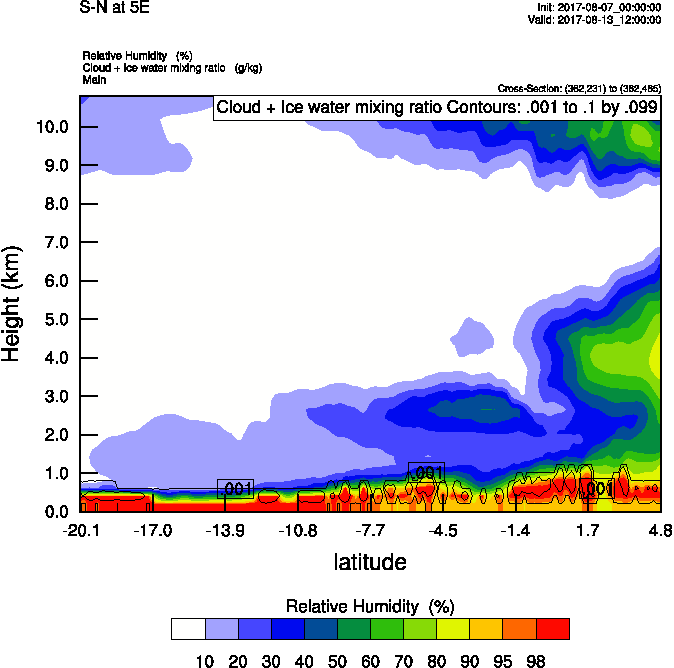 S-N at 5E
Init: 2017-08-07_00:00:00
Valid: 2017-08-13_12:00:00
Relative Humidity (%)
Cloud + Ice water mixing ratio (g/kg)
Main
Cross-Section: (362,231) to (362,485)
Cloud + Ice water mixing ratio Contours: .001 to .1 by .099
10.0
9.0
8.0
7.0
6.0
5.0
4.0
3.0
2.0
1.0
0.0
Height (km)
.001
.001
.001
-20.1 -17.0 -13.9 -10.8 -7.7 -4.5 -1.4 1.7 4.8
latitude
Relative Humidity (%)
10 20 30 40 50 60 70 80 90 95 98